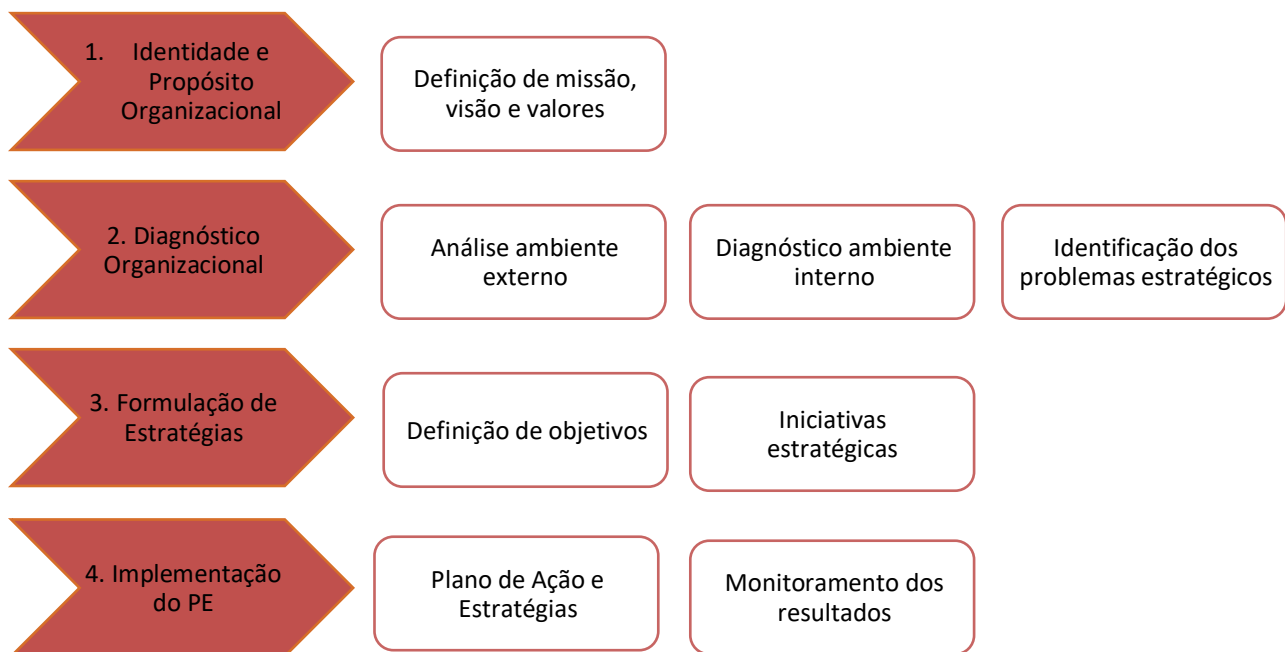 1. Identidade e
Propósito
Organizacional
Definição de missão,
visão e valores
2. Diagnóstico
Organizacional
Análise ambiente
externo
Diagnóstico ambiente
interno
Identificação dos
problemas estratégicos
3. Formulação de
Estratégias
Definição de objetivos
Iniciativas
estratégicas
4. Implementação
do PE
Plano de Ação e
Estratégias
Monitoramento dos
resultados